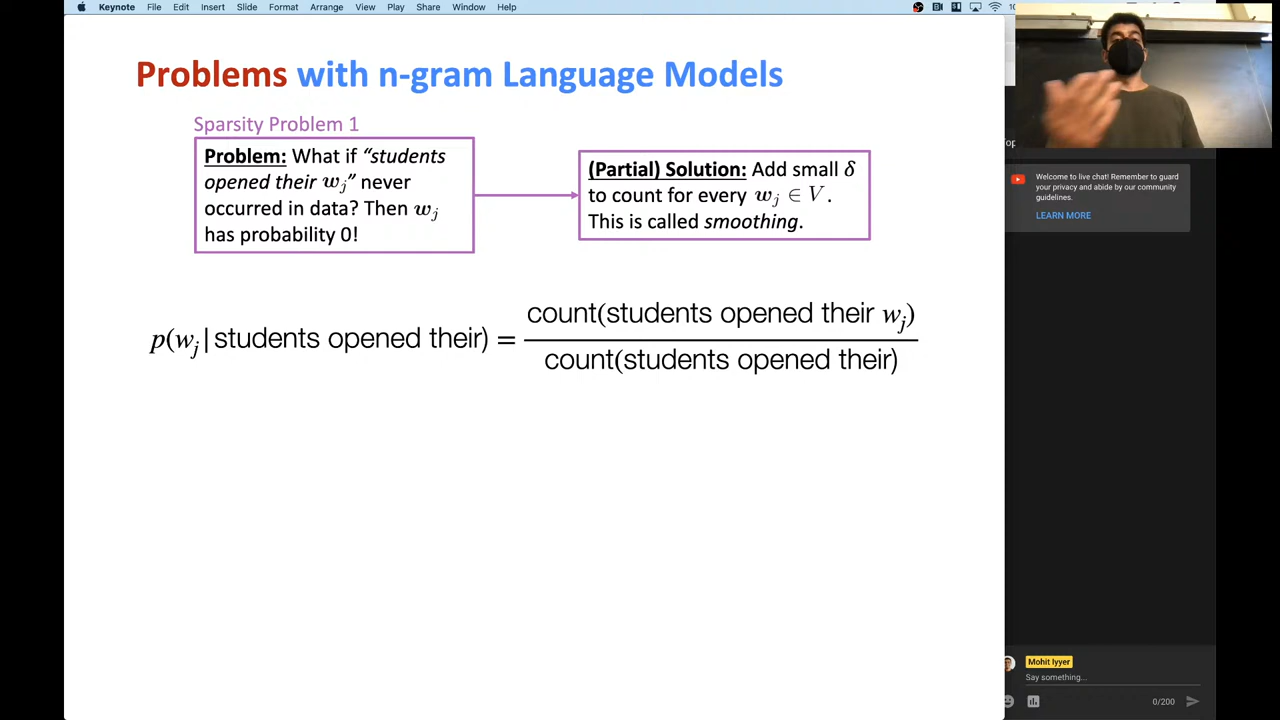 Keynote File Edit Insert Slide Format Arrange View Play Share Window Help
Problems with n-gram Language Models
Sparsity Problem 1
Problem: What if “students
opened their wⱼ” never
occurred in data? Then wⱼ
has probability 0!
(Partial) Solution: Add small δ
to count for every wⱼ ∈ V.
This is called smoothing.
p(wⱼ|students opened their) =
count(students opened their wⱼ)
count(students opened their)
Welcome to live chat! Remember to guard
your privacy and abide by our community
guidelines.
LEARN MORE
Mohit Iyyer
Say something...
0/200